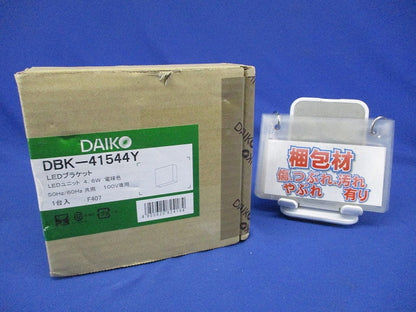 DAIKO
DBK-41544Y
LEDブラケット
LEDユニット 4.6W 電球色
50Hz/60Hz 共用 100V専用
1台入 F407
梱包材
傷つぶれ汚れ
やぶれ 有り